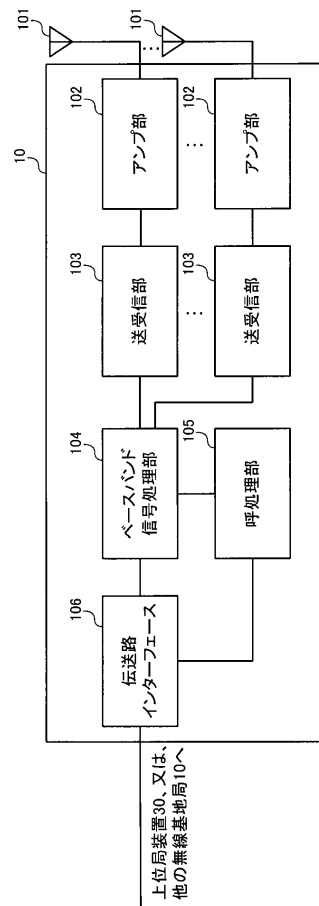 10
101
101
102
アンプ部
102
アンプ部
103
送受信部
103
送受信部
104
ベースバンド
信号処理部
105
呼処理部
106
伝送路
インターフェース
上位局装置30、又は、
他の無線基地局10へ